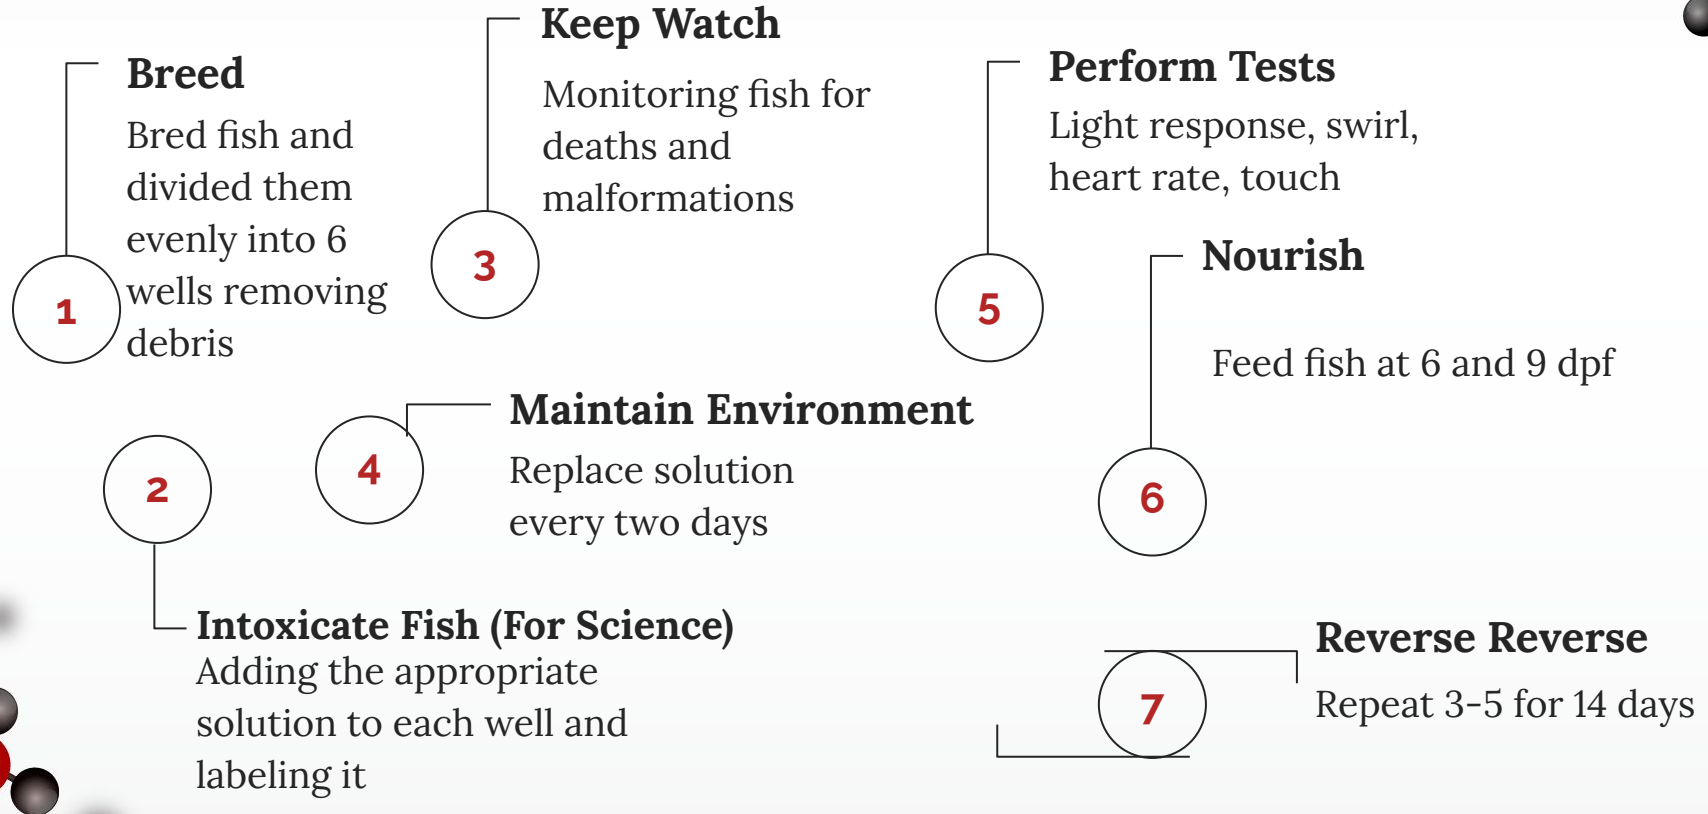 1
Breed
Bred fish and
divided them
evenly into 6
wells removing
debris
2
Intoxicate Fish (For Science)
Adding the appropriate
solution to each well and
labeling it
3
Keep Watch
Monitoring fish for
deaths and
malformations
4
Maintain Environment
Replace solution
every two days
5
Perform Tests
Light response, swirl,
heart rate, touch
6
Nourish
Feed fish at 6 and 9 dpf
7
Reverse Reverse
Repeat 3-5 for 14 days